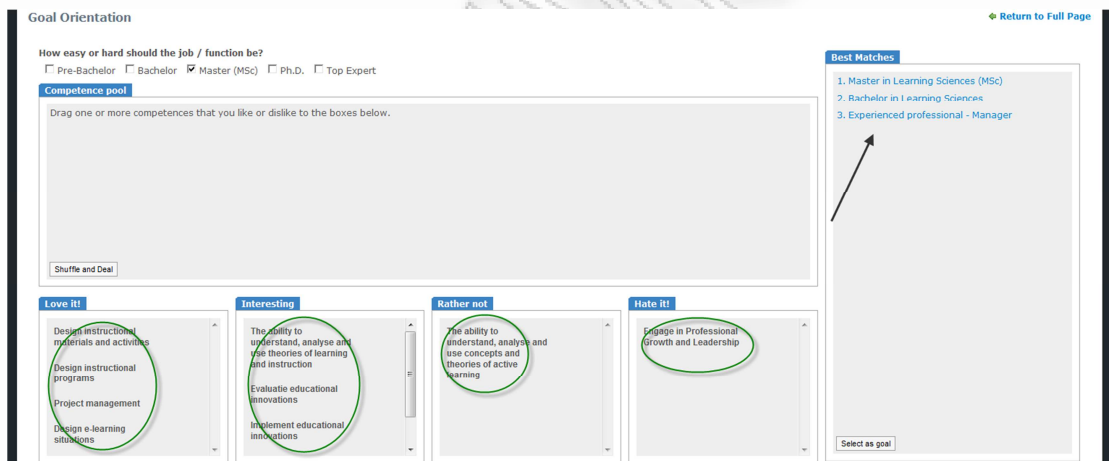 Goal Orientation
Return to Full Page
How easy or hard should the job / function be?
Pre-Bachelor Bachelor Master (MSc) Ph.D. Top Expert
Competence pool
Drag one or more competences that you like or dislike to the boxes below.
Shuffle and Deal
Best Matches
1. Master in Learning Sciences (MSc)
2. Bachelor in Learning Sciences
3. Experienced professional - Manager
Select as goal
Love it!
Design instructional
materials and activities
Design instructional
programs
Project management
Design e-learning
situations
Interesting
The ability to
understand, analyse and
use theories of learning
and instruction
Evaluatie educational
innovations
Implement educational
innovations
Rather not
The ability to
understand, analyse and
use concepts and
theories of active
learning
Hate it!
Engage in Professional
Growth and Leadership